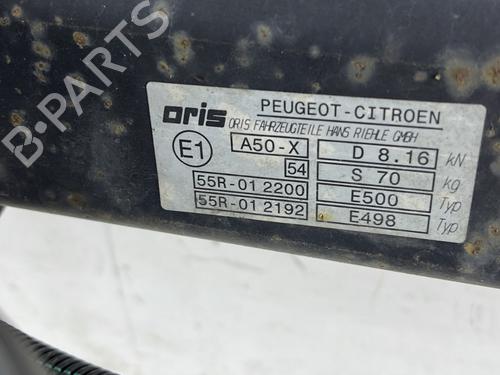 B-PARTS
oris PEUGEOT-CITROEN
ORIS FAHRZEUGTEILE HANS RIEHLE GMBH
E1 A50-X D 8.16 kN
54 S 70 kg
55R-01 2200 E500 Typ
55R-01 2192 E498 Typ